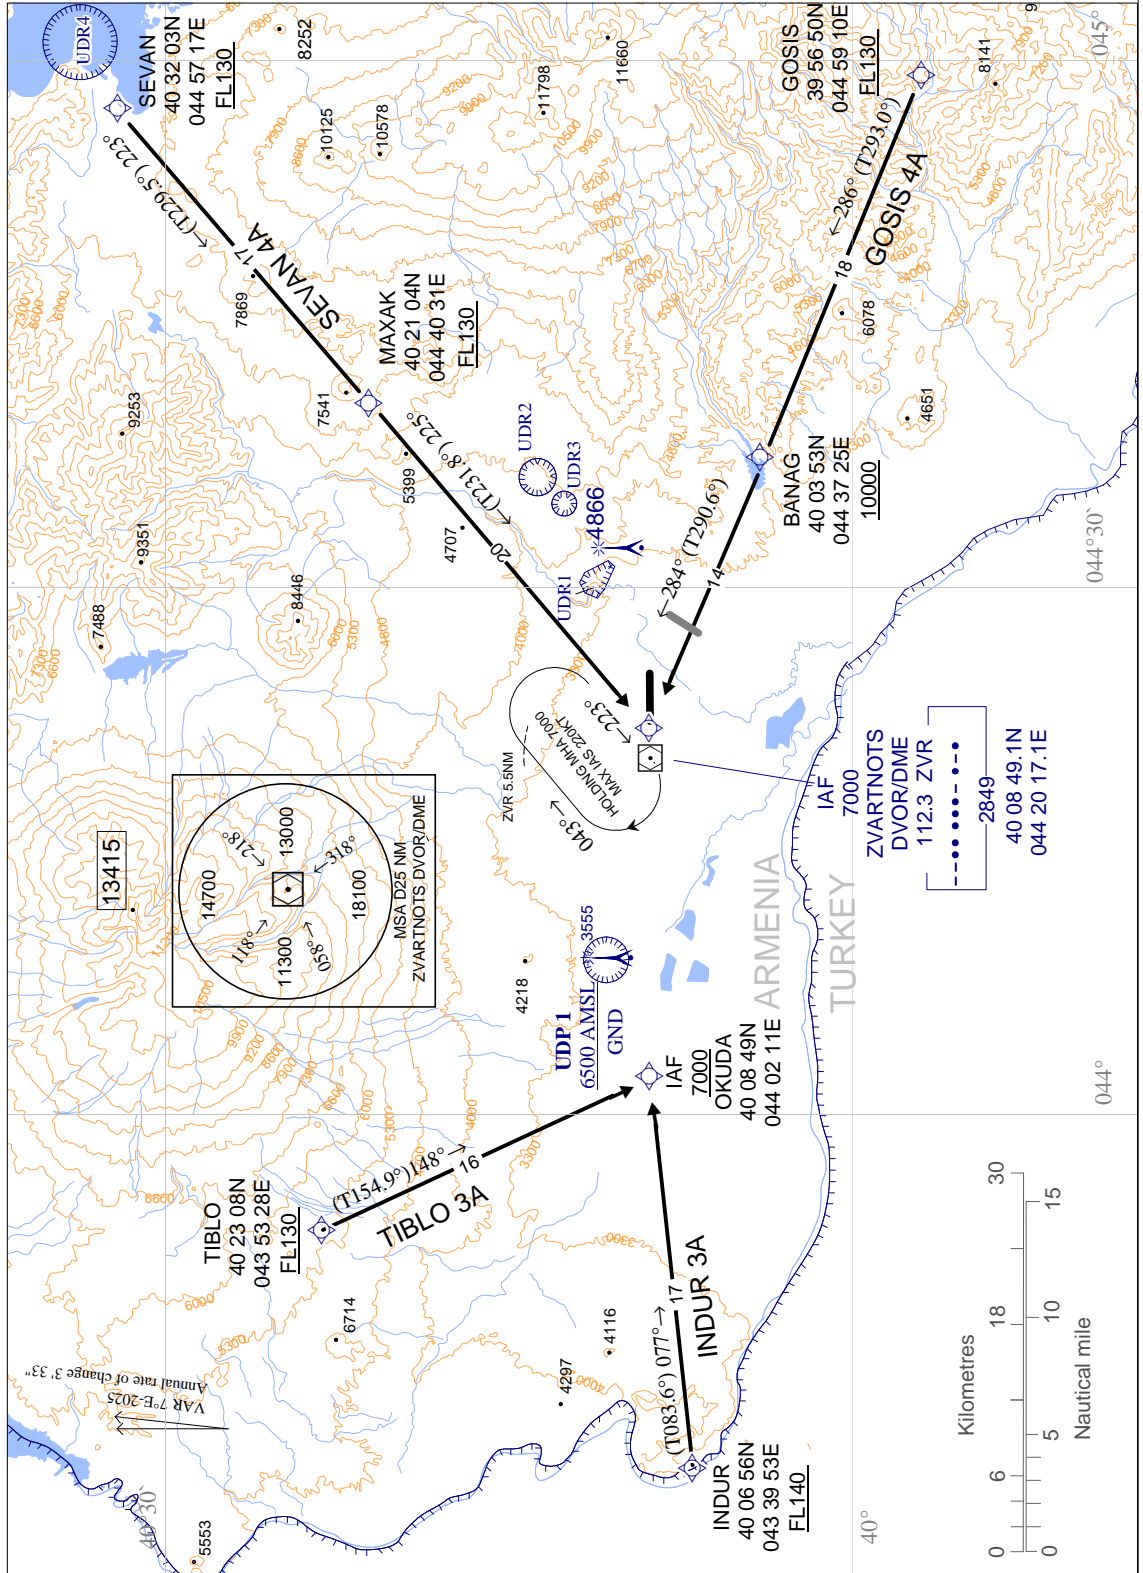 UDR4
SEVAN
40 32 03N
044 57 17E
FL130
7300
8252
10125
10578
11798
11660
GOSIS
39 56 50N
044 59 10E
FL130
8141
045°
←(T229.5°) 223°
17
SEVAN 4A
7869
7541
MAXAK
40 21 04N
044 40 31E
FL130
←286° (T293.0°)
18
GOSIS 4A
6078
4651
9253
9351
7488
8446
5399
4707
←(T231.8°) 225°
20
UDR2
UDR3
4866
UDR1
BANAG
40 03 53N
044 37 25E
10000
←284° (T290.6°)
14
044°30`
13415
14700
13000
11300
18100
←218°
←318°
118°→
058°→
MSA D25 NM
ZVARTNOTS DVOR/DME
ZVR 5.5NM
HOLDING MHA 7000
MAX IAS 220KT
←223°
043°→
IAF
7000
ZVARTNOTS
DVOR/DME
112.3 ZVR
2849
40 08 49.1N
044 20 17.1E
ARMENIA
TURKEY
4218
3555
UDP1
6500 AMSL
GND
IAF
7000
OKUDA
40 08 49N
044 02 11E
044°
TIBLO
40 23 08N
043 53 28E
FL130
(T154.9°)148°→
16
TIBLO 3A
6714
4116
4297
(T083.6°) 077°→
17
INDUR 3A
INDUR
40 06 56N
043 39 53E
FL140
VAR 7°E-2025
Annual rate of change 3' 33"
40°30`
5553
40°
Kilometres
0 6 18 30
0 5 10 15
Nautical mile